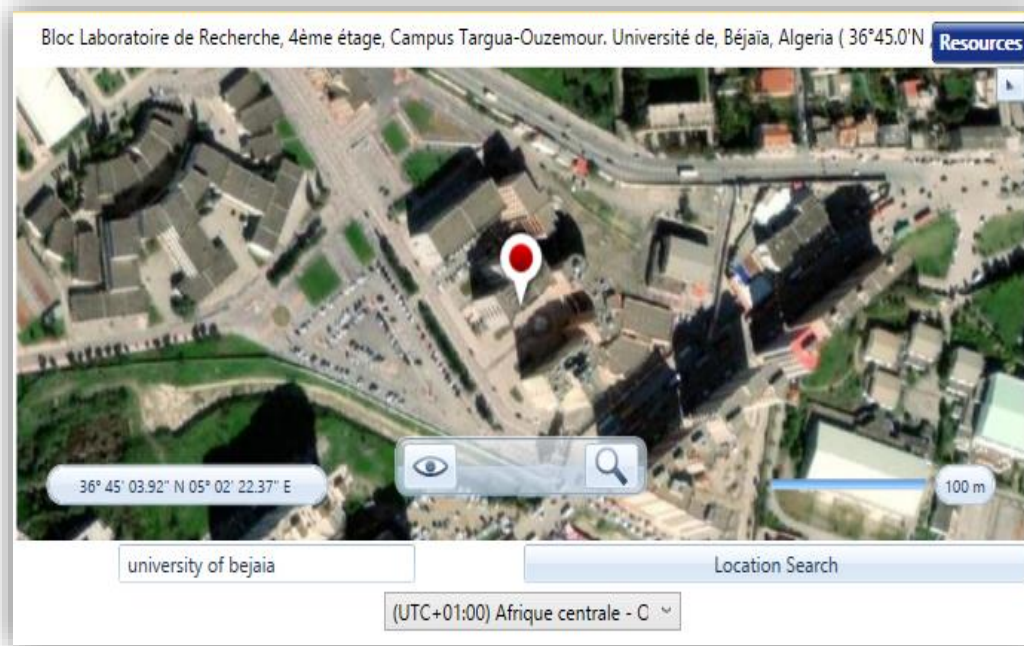 Bloc Laboratoire de Recherche, 4ème étage, Campus Targua-Ouzemour. Université de, Béjaïa, Algeria ( 36°45.0'N ,
Resources
36° 45' 03.92" N 05° 02' 22.37" E
100 m
university of bejaia
Location Search
(UTC+01:00) Afrique centrale - O